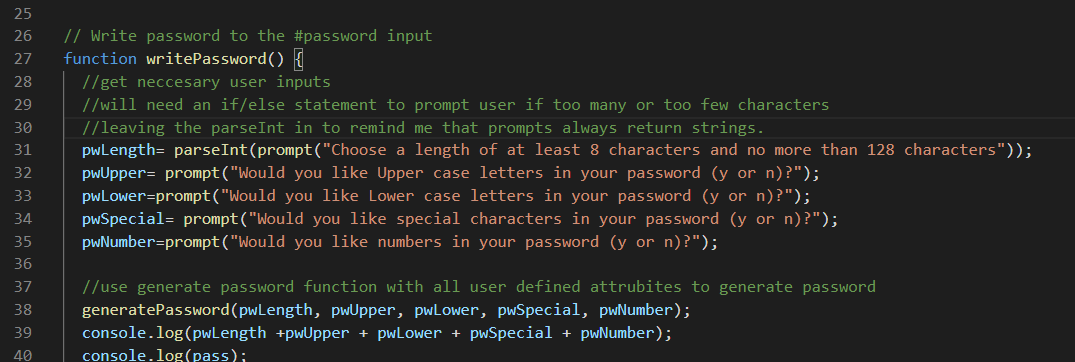 25
26 // Write password to the #password input
27 function writePassword() {
28 //get neccesary user inputs
29 //will need an if/else statement to prompt user if too many or too few characters
30 //leaving the parseInt in to remind me that prompts always return strings.
31 pwLength= parseInt(prompt("Choose a length of at least 8 characters and no more than 128 characters"));
32 pwUpper= prompt("Would you like Upper case letters in your password (y or n)?");
33 pwLower=prompt("Would you like Lower case letters in your password (y or n)?");
34 pwSpecial= prompt("Would you like special characters in your password (y or n)?");
35 pwNumber=prompt("Would you like numbers in your password (y or n)?");
36
37 //use generate password function with all user defined attrubites to generate password
38 generatePassword(pwLength, pwUpper, pwLower, pwSpecial, pwNumber);
39 console.log(pwLength +pwUpper + pwLower + pwSpecial + pwNumber);
40 console.log(pass);